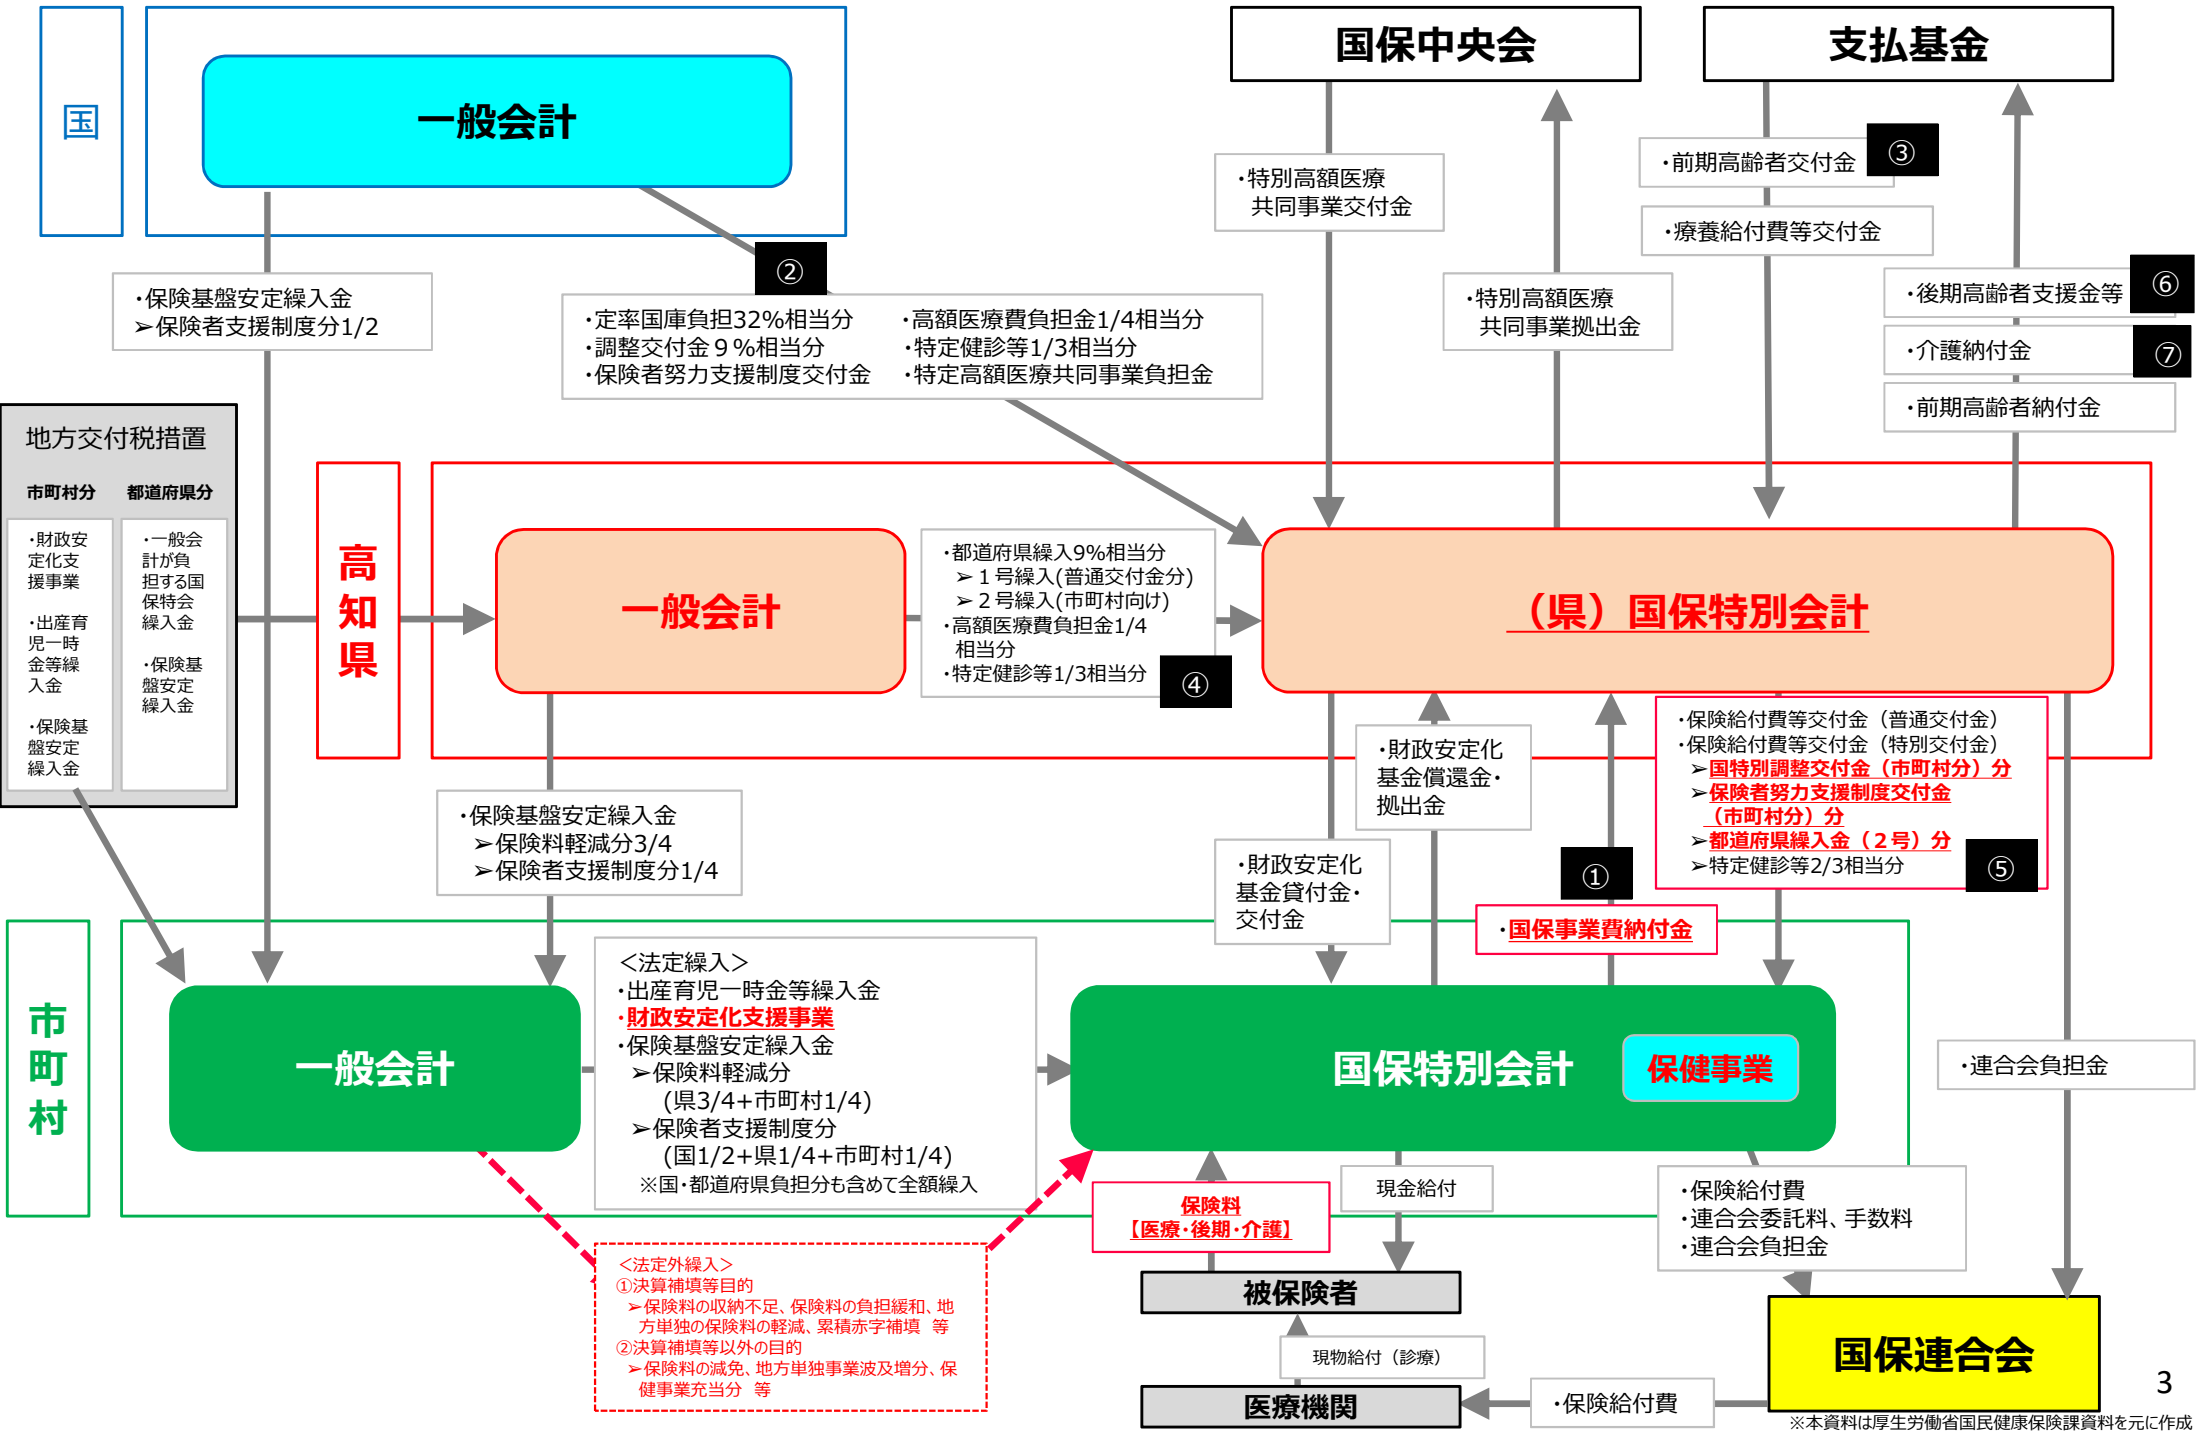 国
一般会計
国保中央会
支払基金
・特別高額医療
共同事業交付金
・特別高額医療
共同事業拠出金
・前期高齢者交付金
③
・療養給付費等交付金
・後期高齢者支援金等
⑥
・介護納付金
⑦
・前期高齢者納付金
・保険基盤安定繰入金
➢保険者支援制度分1/2
②
・定率国庫負担32%相当分
・調整交付金９%相当分
・保険者努力支援制度交付金
・高額医療費負担金1/4相当分
・特定健診等1/3相当分
・特定高額医療共同事業負担金
地方交付税措置
市町村分
都道府県分
・財政安
定化支
援事業
・出産育
児一時
金等繰
入金
・保険基
盤安定
繰入金
・一般会
計が負
担する国
保特会
繰入金
・保険基
盤安定
繰入金
高
知
県
一般会計
・都道府県繰入9%相当分
➢１号繰入(普通交付金分)
➢２号繰入(市町村向け)
・高額医療費負担金1/4
相当分
・特定健診等1/3相当分
④
（県）国保特別会計
・保険基盤安定繰入金
➢保険料軽減分3/4
➢保険者支援制度分1/4
・財政安定化
基金貸付金・
交付金
・財政安定化
基金償還金・
拠出金
①
・国保事業費納付金
・保険給付費等交付金（普通交付金）
・保険給付費等交付金（特別交付金）
➢国特別調整交付金（市町村分）分
➢保険者努力支援制度交付金
（市町村分）分
➢都道府県繰入金（２号）分
➢特定健診等2/3相当分
⑤
市
町
村
一般会計
＜法定繰入＞
・出産育児一時金等繰入金
・財政安定化支援事業
・保険基盤安定繰入金
➢保険料軽減分
(県3/4+市町村1/4)
➢保険者支援制度分
(国1/2+県1/4+市町村1/4)
※国・都道府県負担分も含めて全額繰入
国保特別会計
保健事業
・連合会負担金
＜法定外繰入＞
①決算補填等目的
➢保険料の収納不足、保険料の負担緩和、地
方単独の保険料の軽減、累積赤字補填 等
②決算補填等以外の目的
➢保険料の減免、地方単独事業波及増分、保
健事業充当分 等
保険料
【医療・後期・介護】
現金給付
・保険給付費
・連合会委託料、手数料
・連合会負担金
被保険者
現物給付（診療）
医療機関
・保険給付費
国保連合会
3
※本資料は厚生労働省国民健康保険課資料を元に作成